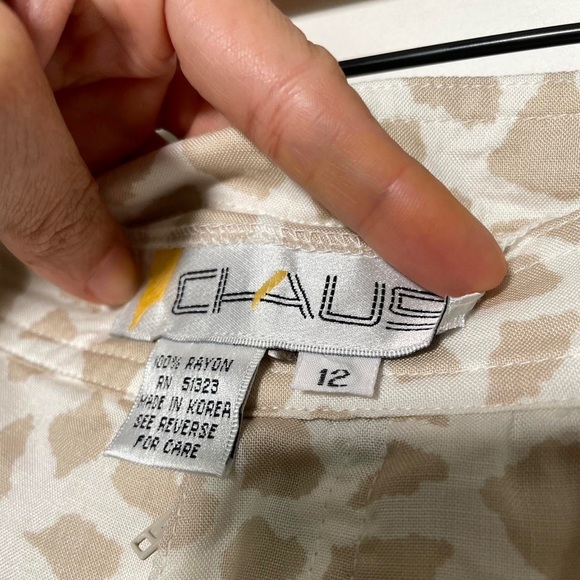 CHAUS
12
100% RAYON
RN 51323
MADE IN KOREA
SEE REVERSE
FOR CARE